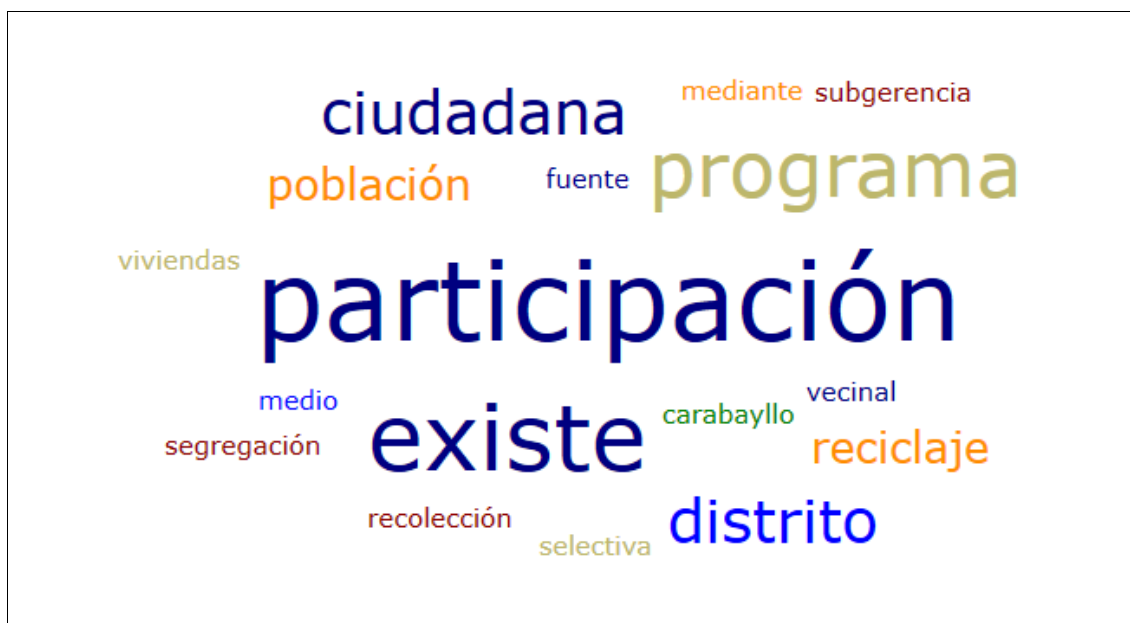 mediante subgerencia
ciudadana
programa
población fuente
viviendas
participación
medio
vecinal
existe carabayllo
segregación
reciclaje
recolección
distrito
selectiva